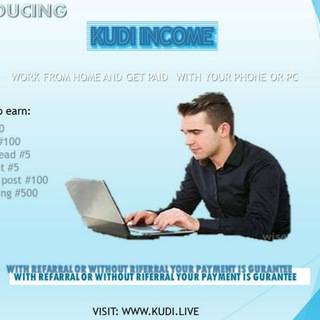 DUCING
KUDI INCOME
WORK FROM HOME AND GET PAID WITH YOUR PHONE OR PC
o earn:
0
#100
ead #5
t #5
post #100
ng #500
WITH REFARRAL OR WITHOUT RIFERRAL YOUR PAYMENT IS GURANTEE
WITH REFARRAL OR WITHOUT RIFERRAL YOUR PAYMENT IS GURANTEE
VISIT: WWW.KUDI.LIVE